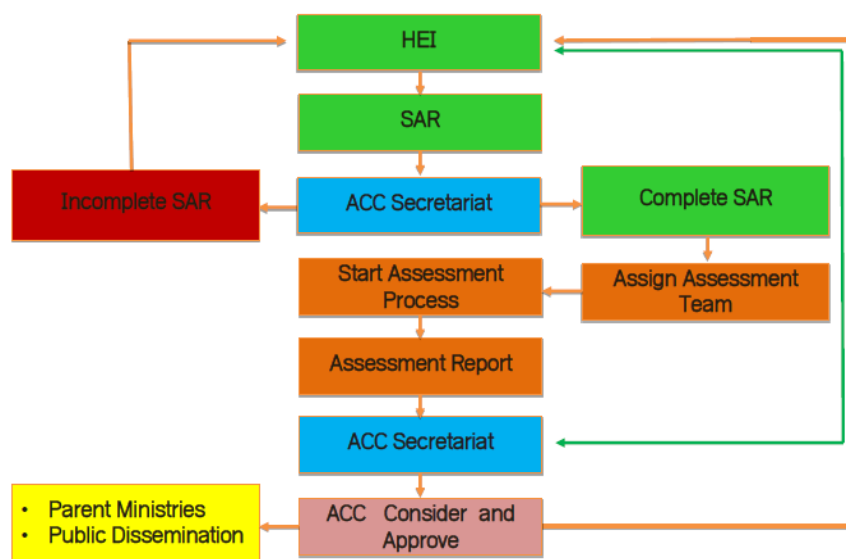 HEI
SAR
Incomplete SAR
ACC Secretariat
Complete SAR
Start Assessment
Process
Assign Assessment
Team
Assessment Report
ACC Secretariat
• Parent Ministries
• Public Dissemination
ACC Consider and
Approve